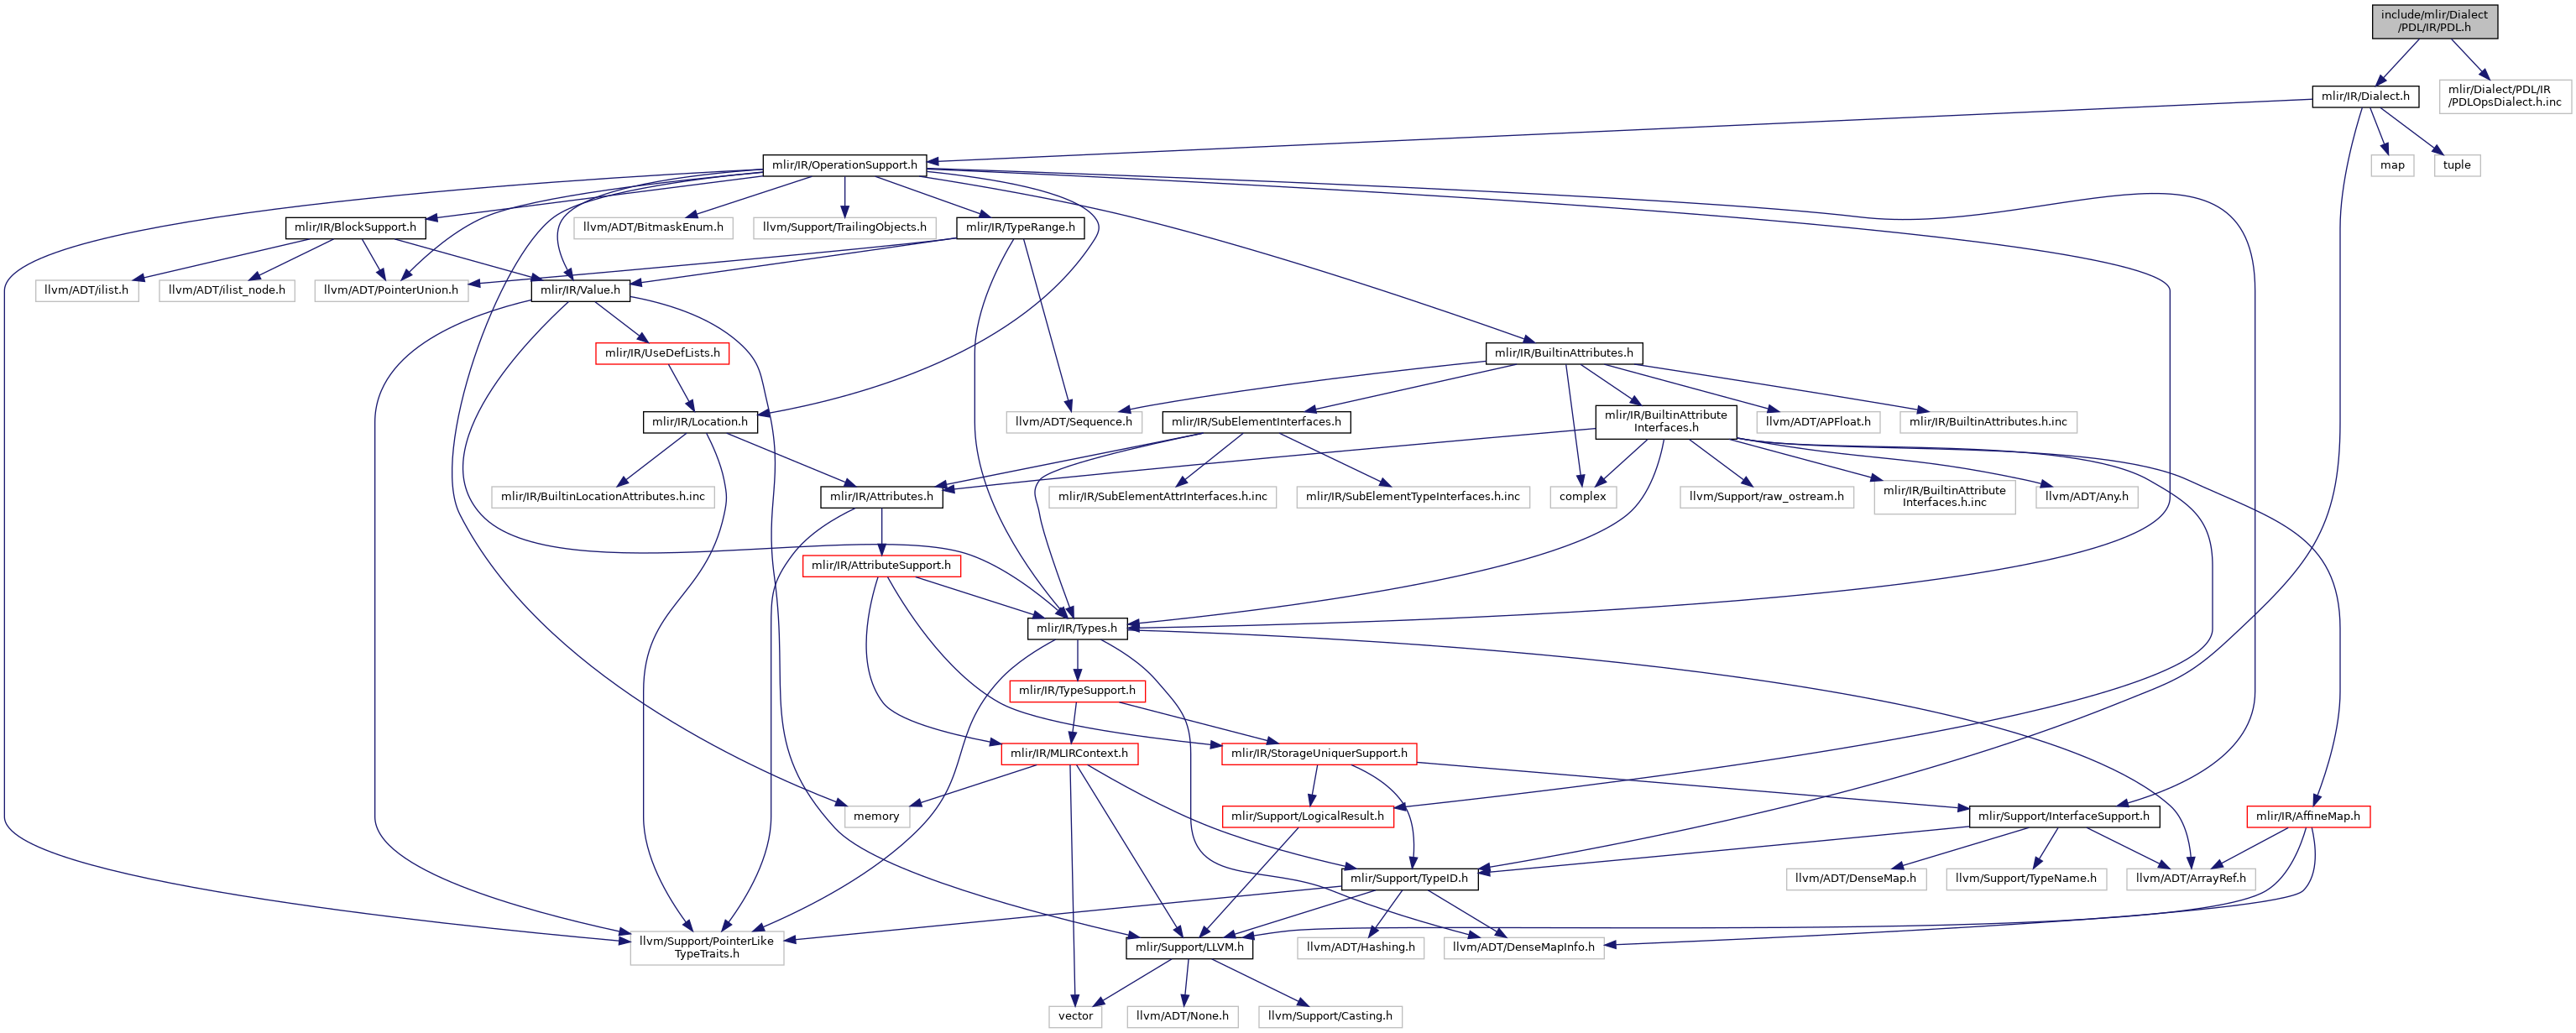 include/mlir/Dialect
/PDL/IR/PDL.h
mlir/IR/Dialect.h
mlir/Dialect/PDL/IR
/PDLOpsDialect.h.inc
mlir/IR/OperationSupport.h
map
tuple
mlir/IR/BlockSupport.h
llvm/ADT/BitmaskEnum.h
llvm/Support/TrailingObjects.h
mlir/IR/TypeRange.h
llvm/ADT/ilist.h
llvm/ADT/ilist_node.h
llvm/ADT/PointerUnion.h
mlir/IR/Value.h
mlir/IR/UseDefLists.h
mlir/IR/BuiltinAttributes.h
mlir/IR/Location.h
llvm/ADT/Sequence.h
mlir/IR/SubElementInterfaces.h
mlir/IR/BuiltinAttribute
Interfaces.h
llvm/ADT/APFloat.h
mlir/IR/BuiltinAttributes.h.inc
mlir/IR/BuiltinLocationAttributes.h.inc
mlir/IR/Attributes.h
mlir/IR/SubElementAttrInterfaces.h.inc
mlir/IR/SubElementTypeInterfaces.h.inc
complex
llvm/Support/raw_ostream.h
mlir/IR/BuiltinAttribute
Interfaces.h.inc
llvm/ADT/Any.h
mlir/IR/AttributeSupport.h
mlir/IR/Types.h
mlir/IR/TypeSupport.h
mlir/IR/MLIRContext.h
mlir/IR/StorageUniquerSupport.h
memory
mlir/Support/LogicalResult.h
mlir/Support/InterfaceSupport.h
mlir/IR/AffineMap.h
mlir/Support/TypeID.h
llvm/ADT/DenseMap.h
llvm/Support/TypeName.h
llvm/ADT/ArrayRef.h
llvm/Support/PointerLike
TypeTraits.h
mlir/Support/LLVM.h
llvm/ADT/Hashing.h
llvm/ADT/DenseMapInfo.h
vector
llvm/ADT/None.h
llvm/Support/Casting.h